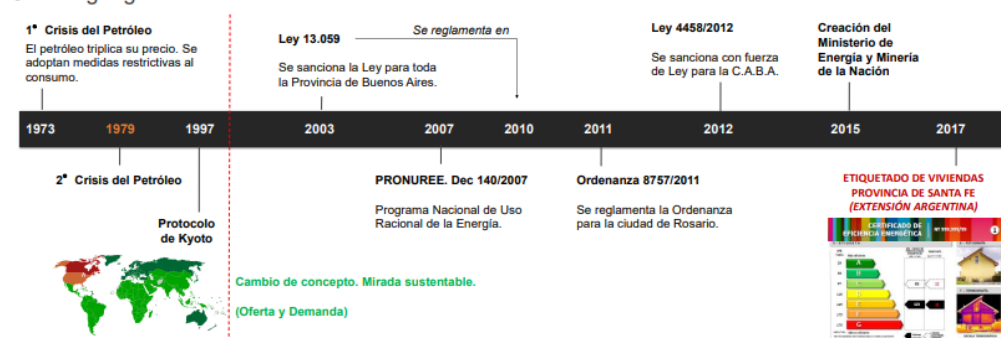 1° Crisis del Petróleo
El petróleo triplica su precio. Se
adoptan medidas restrictivas al
consumo.
Ley 13.059
Se reglamenta en
Se sanciona la Ley para toda
la Provincia de Buenos Aires.
Ley 4458/2012
Se sanciona con fuerza
de Ley para la C.A.B.A.
Creación del
Ministerio de
Energía y Minería
de la Nación
1973 1979 1997 2003 2007 2010 2011 2012 2015 2017
2° Crisis del Petróleo
Protocolo
de Kyoto
PRONUREE. Dec 140/2007
Programa Nacional de Uso
Racional de la Energía.
Ordenanza 8757/2011
Se reglamenta la Ordenanza
para la ciudad de Rosario.
ETIQUETADO DE VIVIENDAS
PROVINCIA DE SANTA FE
(EXTENSIÓN ARGENTINA)
Cambio de concepto. Mirada sustentable.
(Oferta y Demanda)
CERTIFICADO DE
EFICIENCIA ENERGÉTICA
A
B
G